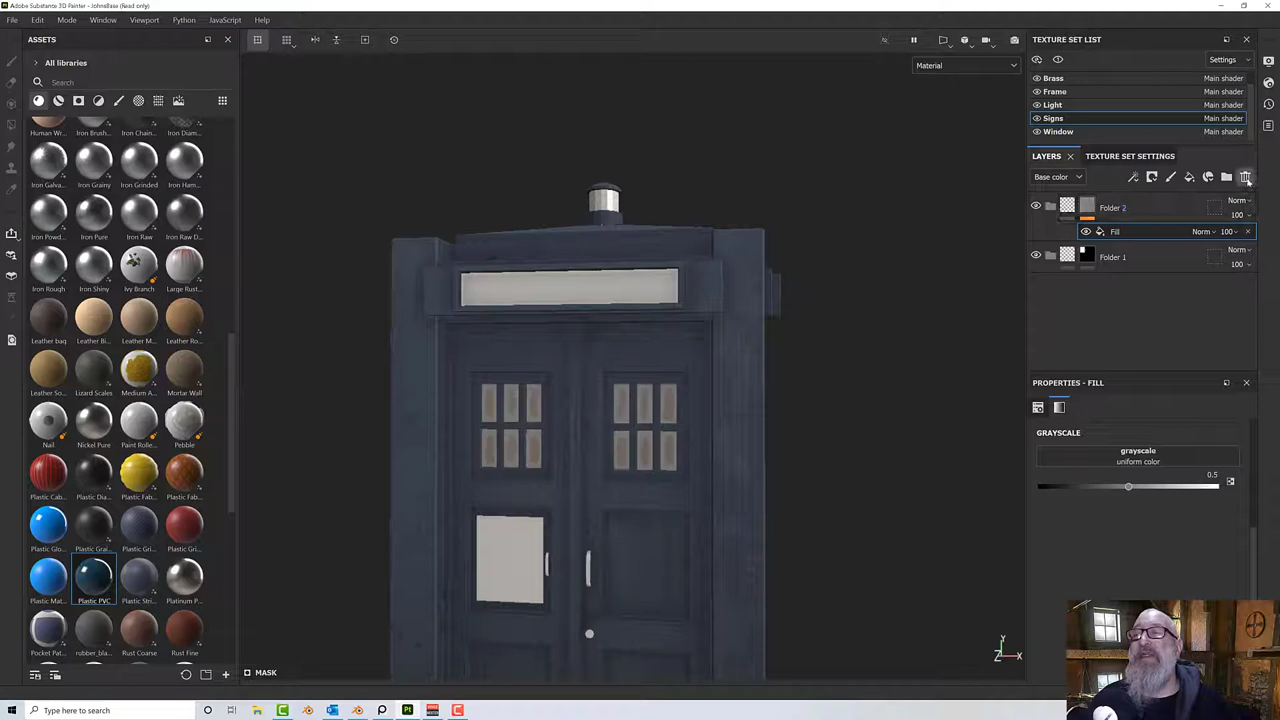 Adobe Substance 3D Painter - JohnsBase (Read only)
File Edit Mode Window Viewport Python JavaScript Help
ASSETS
All libraries
Search
Human Wr... Iron Brush... Iron Chain... Iron Diam...
Iron Galva... Iron Grainy Iron Grinded Iron Ham...
Iron Powd... Iron Pure Iron Raw Iron Raw D...
Iron Rough Iron Shiny Ivy Branch Large Rust...
Leather bag Leather Bi... Leather M... Leather Ro...
Leather So... Lizard Scales Medium A... Mortar Wall
Nail Nickel Pure Paint Rolle... Pebble
Plastic Cab... Plastic Dia... Plastic Fab... Plastic Fab...
Plastic Glo... Plastic Grai... Plastic Gri... Plastic Gri...
Plastic Mat... Plastic PVC Plastic Stri... Platinum P...
Pocket Pat... rubber_bla... Rust Coarse Rust Fine
Material
MASK
Y
Z X
TEXTURE SET LIST
Settings
Brass Main shader
Frame Main shader
Light Main shader
Signs Main shader
Window Main shader
LAYERS TEXTURE SET SETTINGS
Base color
Folder 2 Norm
100
Fill Norm 100
Folder 1 Norm
100
PROPERTIES - FILL
GRAYSCALE
grayscale
uniform color
0.5
Type here to search